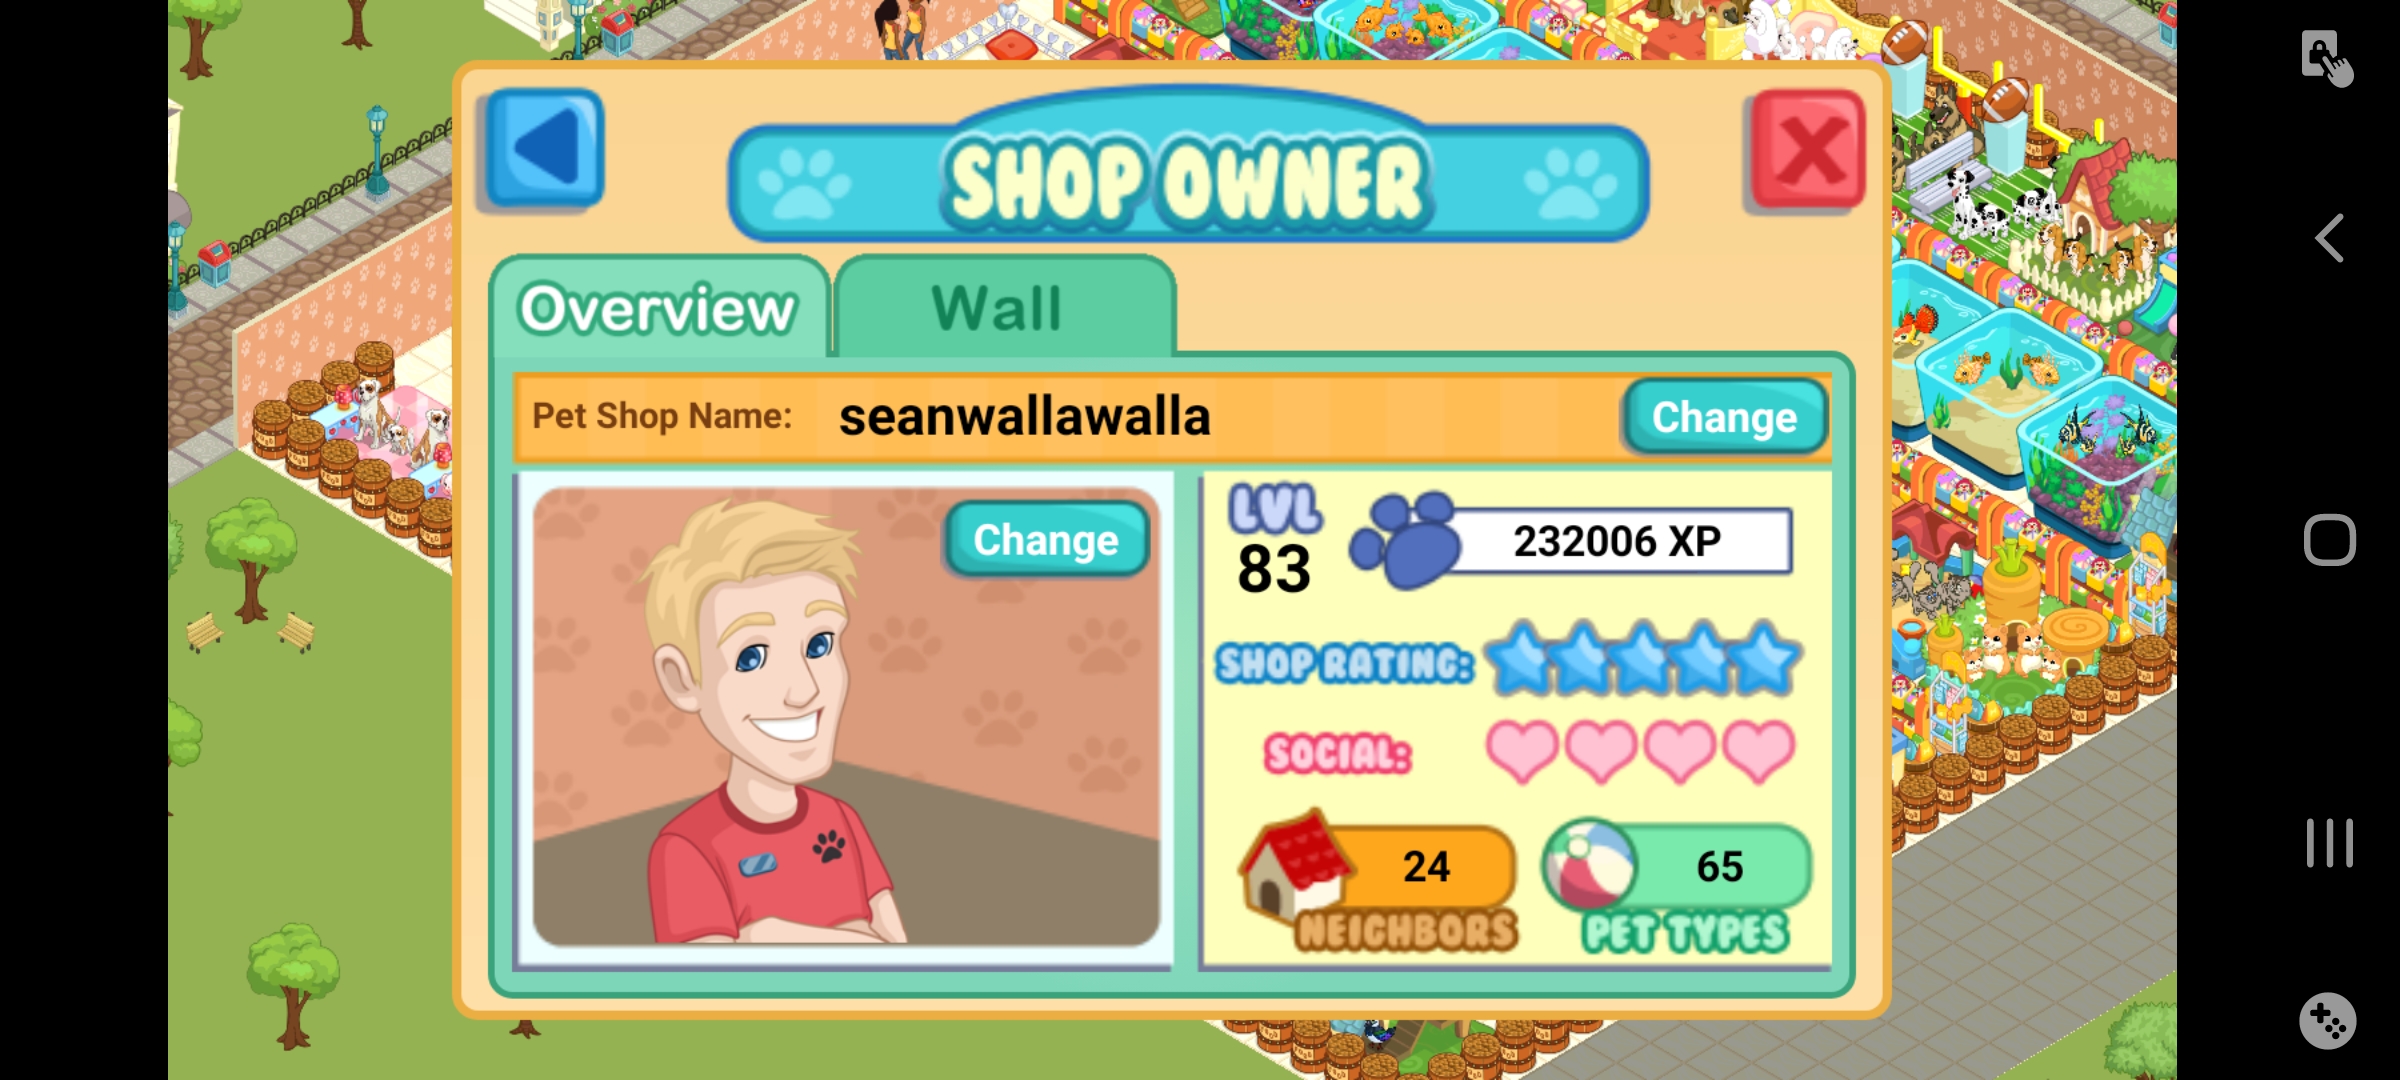 SHOP OWNER
Overview
Wall
Pet Shop Name: seanwallawalla
Change
Change
LVL
83
232006 XP
SHOP RATING:
SOCIAL:
24
NEIGHBORS
65
PET TYPES